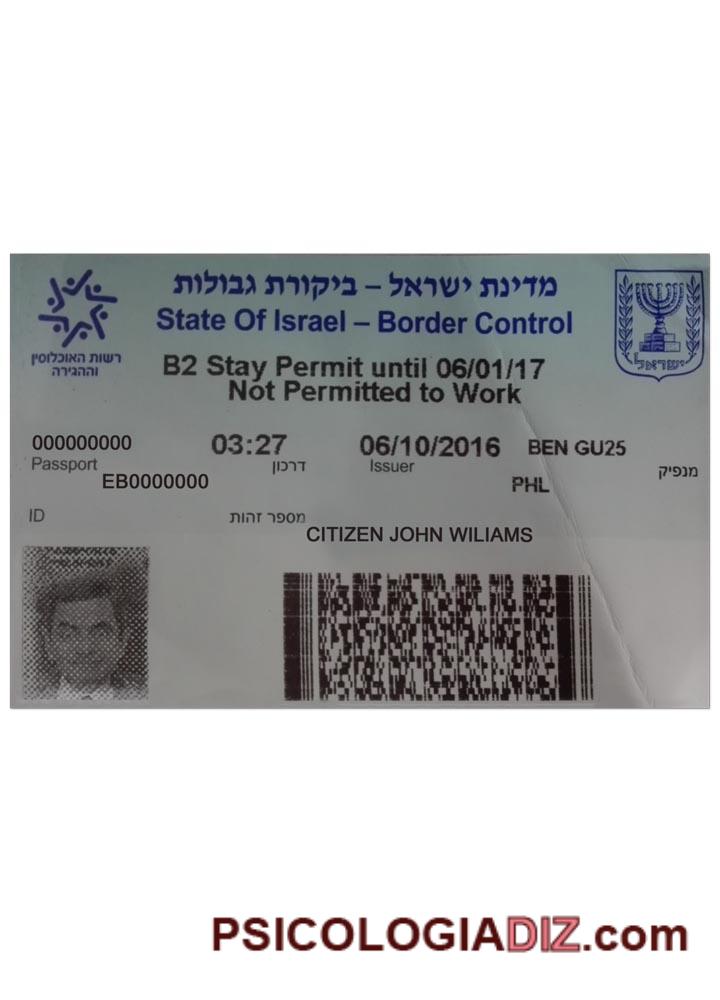 מדינת ישראל – ביקורת גבולות
State Of Israel – Border Control
רשות האוכלוסין
וההגירה
ישראל
B2 Stay Permit until 06/01/17
Not Permitted to Work
000000000 03:27 06/10/2016 BEN GU25
Passport דרכון Issuer מנפיק
EB0000000 PHL
ID מספר זהות
CITIZEN JOHN WILIAMS
PSICOLOGIADIZ.com